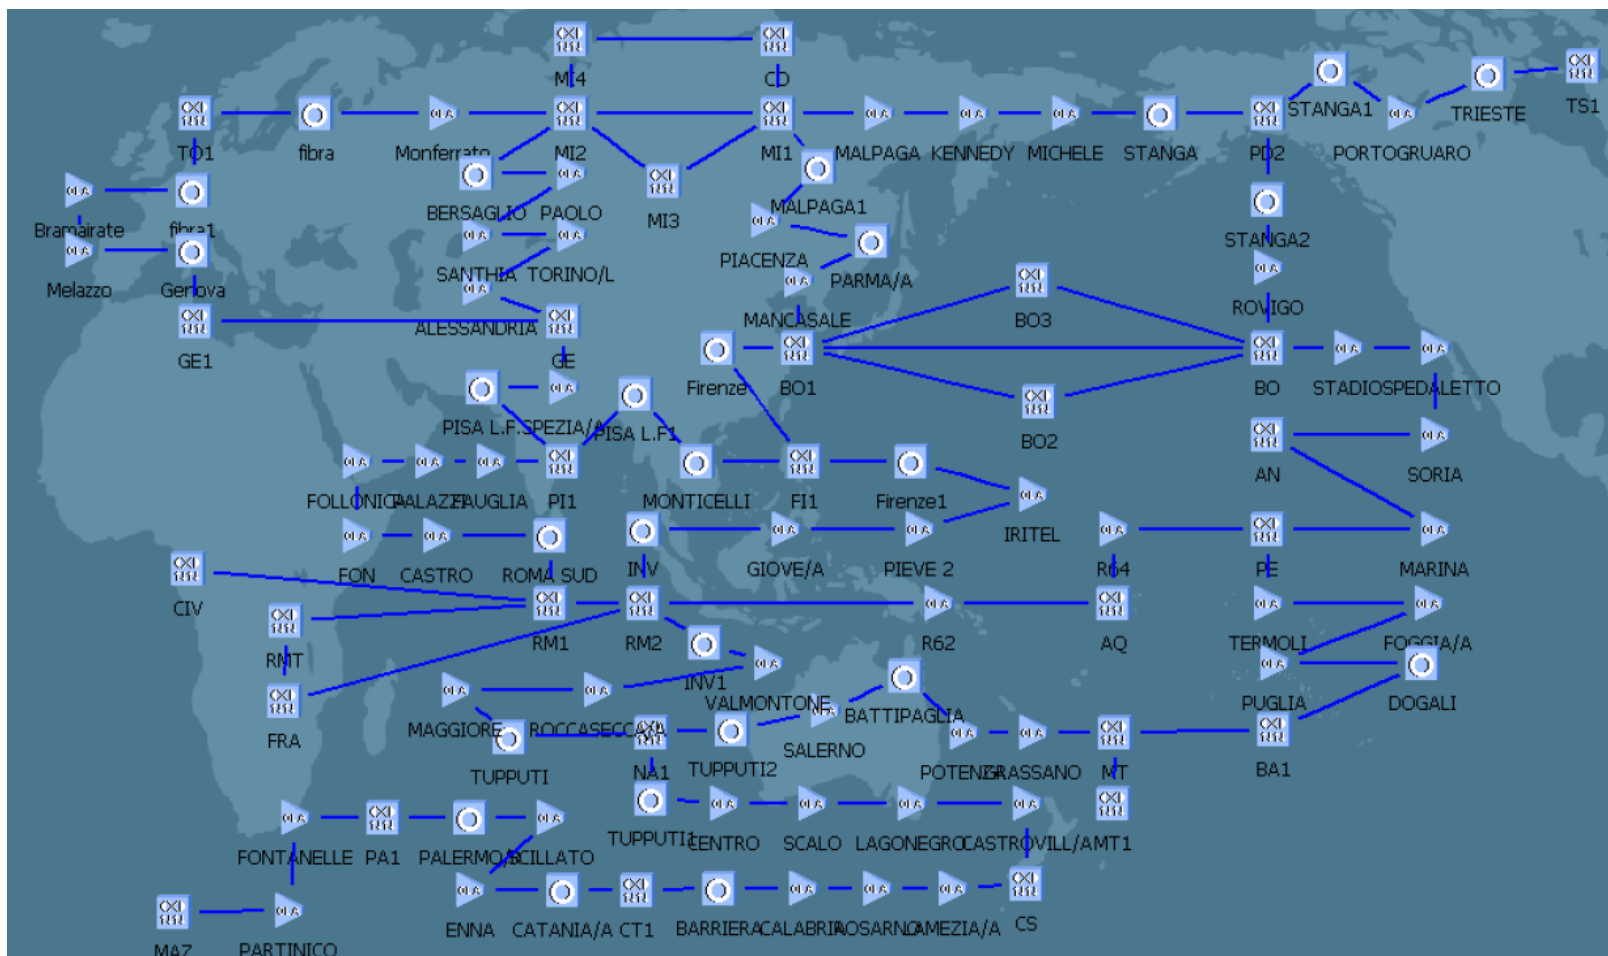 MI4 CD
STANGA1 TRIESTE TS1
TO1 fibra Monferrato MI2 MI1 MALPAGA KENNEDY MICHELE STANGA PD2 PORTOGRUARO
BERSAGLIO PAOLO MI3 MALPAGA1
Bramairate fibra1 STANGA2
SANTHIA TORINO/L PIACENZA PARMA/A
Melazzo Genova ROVIGO
ALESSANDRIA MANCASALE BO3
GE1 GE Firenze BO1 BO STADIO SPEDALETTO
PISA L.F. SPEZIA/A PISA L.F1 BO2
FOLLONICA PALAZZI FAUGLIA PI1 MONTICELLI FI1 Firenze1 AN SORIA
IRITEL
FON CASTRO ROMA SUD INV GIOVE/A PIEVE 2 R64 PE MARINA
CIV
RMT RM1 RM2 R62 AQ TERMOLI FOGGIA/A
INV1
MAGGIORE ROCCASECCA/A VALMONTONE BATTIPAGLIA PUGLIA DOGALI
FRA SALERNO
TUPPUTI NA1 TUPPUTI2 POTENZA GRASSANO MT BA1
TUPPUTI1 CENTRO SCALO LAGONEGRO CASTROVILL/A MT1
FONTANELLE PA1 PALERMO/A SCILLATO
ENNA CATANIA/A CT1 BARRIERA CALABRIA ROSARNO LAMEZIA/A CS
MAZ PARTINICO